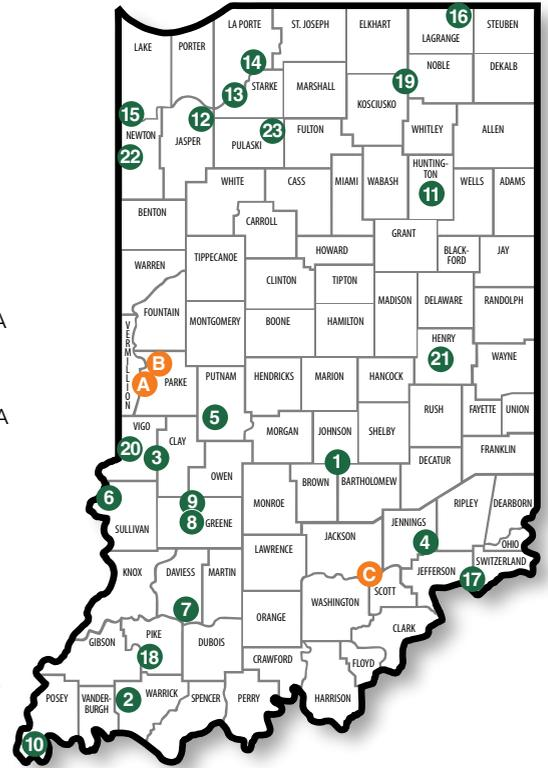 LA PORTE
ST. JOSEPH
ELKHART
16
LAGRANGE
STEUBEN
LAKE
PORTER
14
STARKE
MARSHALL
KOSCIUSKO
19
NOBLE
DEKALB
13
15
NEWTON
12
JASPER
23
PULASKI
FULTON
WHITLEY
ALLEN
22
WHITE
CASS
MIAMI
WABASH
HUNTING-
TON
11
WELLS
ADAMS
BENTON
CARROLL
GRANT
WARREN
TIPPECANOE
HOWARD
BLACK-
FORD
JAY
CLINTON
TIPTON
MADISON
DELAWARE
RANDOLPH
A
FOUNTAIN
MONTGOMERY
BOONE
HAMILTON
HENRY
21
WAYNE
VERMILLION
B
A
PARKE
PUTNAM
HENDRICKS
MARION
HANCOCK
RUSH
FAYETTE
UNION
A
5
VIGO
20
3
CLAY
MORGAN
JOHNSON
SHELBY
1
DECATUR
FRANKLIN
OWEN
BROWN
BARTHOLOMEW
6
SULLIVAN
9
8
GREENE
MONROE
JENNINGS
4
RIPLEY
DEARBORN
JACKSON
OHIO
LAWRENCE
KNOX
DAVIESS
MARTIN
C
SCOTT
JEFFERSON
17
SWITZERLAND
WASHINGTON
7
ORANGE
CLARK
GIBSON
PIKE
18
DUBOIS
CRAWFORD
FLOYD
POSEY
VANDER-
BURGH
2
WARRICK
SPENCER
PERRY
HARRISON
10